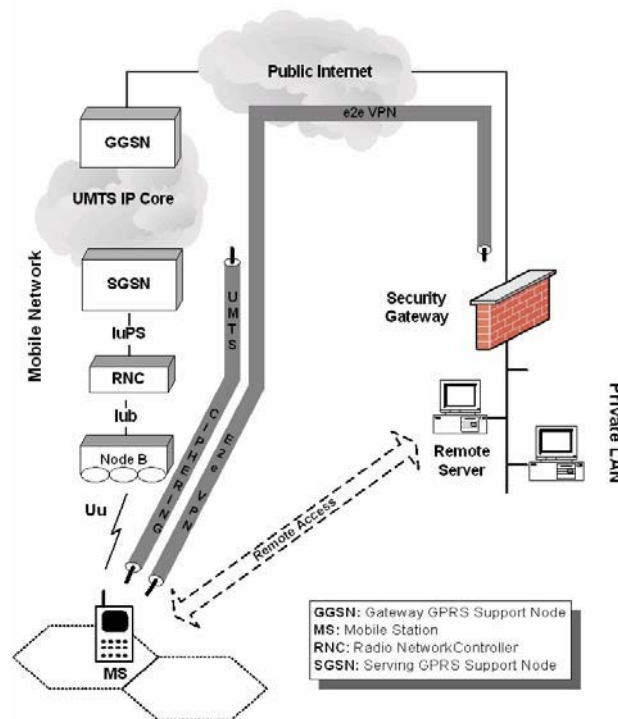 Public Internet
e2e VPN
GGSN
UMTS IP Core
Mobile Network
SGSN
IuPS
RNC
Iub
Node B
Uu
MS
UMTS
CIPHERING
E2e VPN
Remote Access
Security
Gateway
Remote
Server
Private LAN
GGSN: Gateway GPRS Support Node
MS: Mobile Station
RNC: Radio NetworkController
SGSN: Serving GPRS Support Node